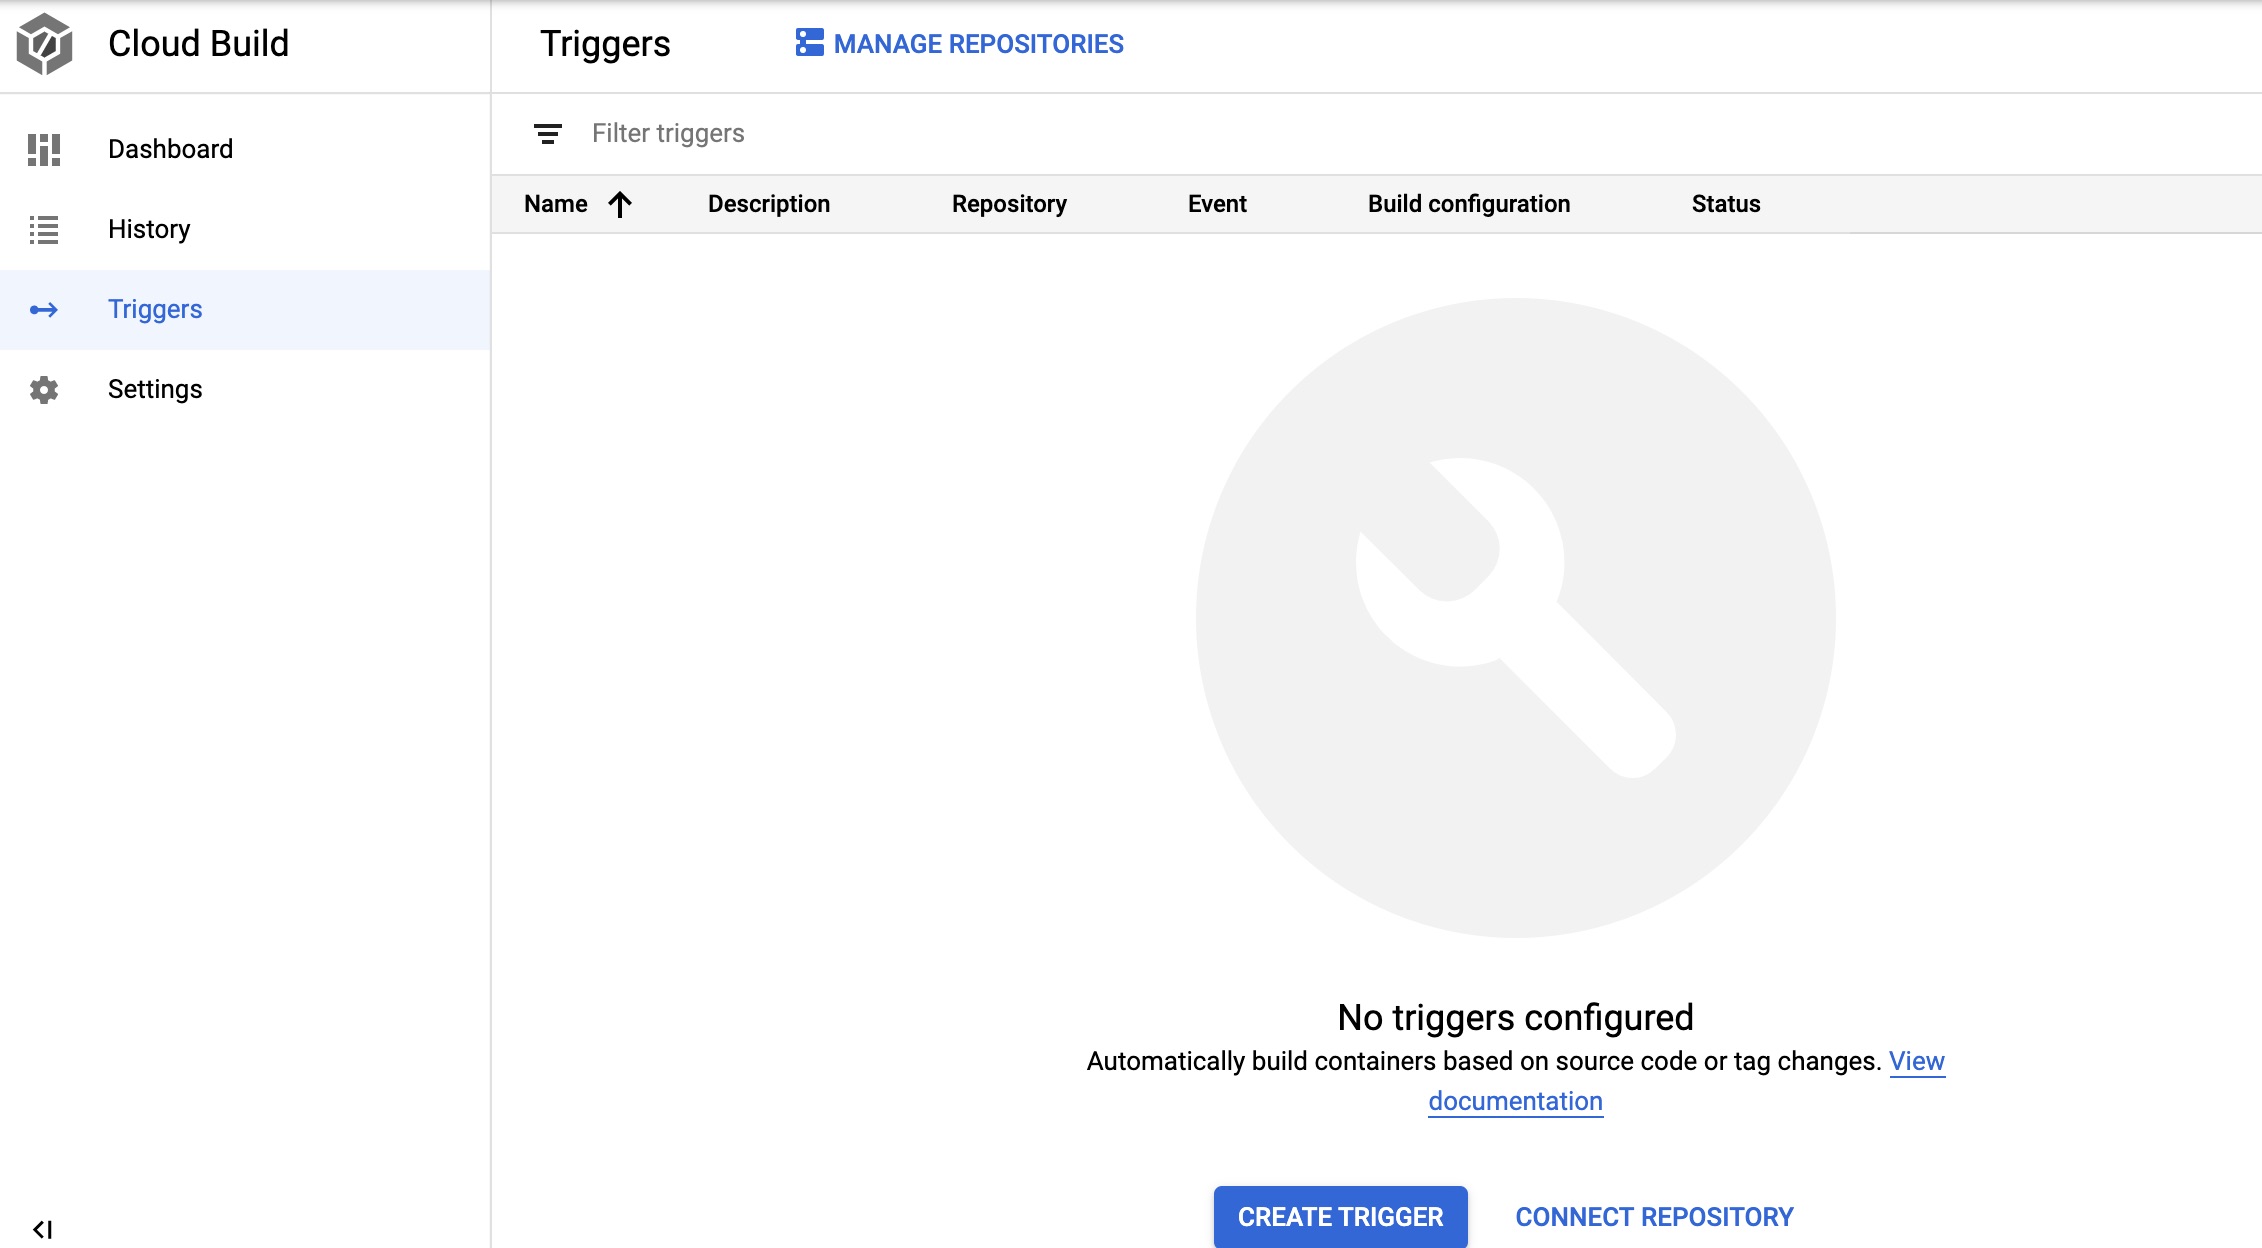 Cloud Build
Triggers
MANAGE REPOSITORIES
Dashboard
History
Triggers
Settings
Filter triggers
Name Description Repository Event Build configuration Status
No triggers configured
Automatically build containers based on source code or tag changes. View
documentation
CREATE TRIGGER CONNECT REPOSITORY